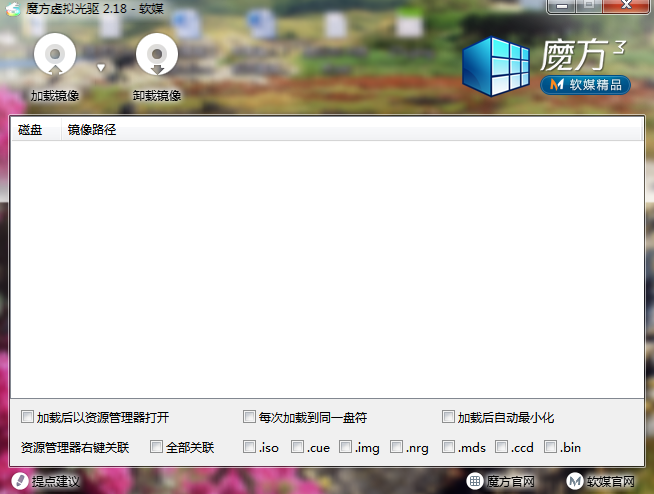 魔方虚拟光驱 2.18 - 软媒
加载镜像 卸载镜像
魔方3
软媒精品
磁盘 镜像路径
加载后以资源管理器打开 每次加载到同一盘符 加载后自动最小化
资源管理器右键关联 全部关联 .iso .cue .img .nrg .mds .ccd .bin
提点建议 魔方官网 软媒官网